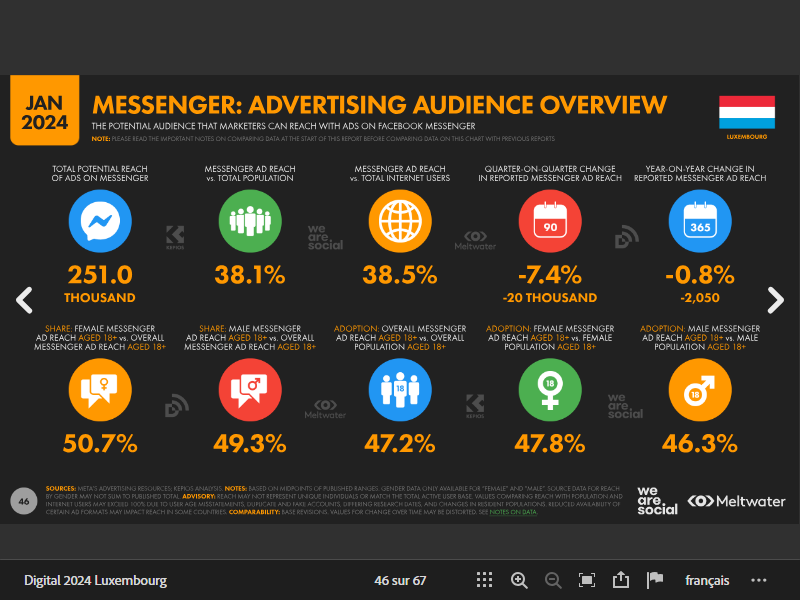 JAN
2024
MESSENGER: ADVERTISING AUDIENCE OVERVIEW
THE POTENTIAL AUDIENCE THAT MARKETERS CAN REACH WITH ADS ON FACEBOOK MESSENGER
NOTE: PLEASE READ THE IMPORTANT NOTES ON COMPARING DATA AT THE START OF THIS REPORT BEFORE COMPARING DATA ON THIS CHART WITH PREVIOUS REPORTS
LUXEMBOURG
TOTAL POTENTIAL REACH
OF ADS ON MESSENGER
251.0
THOUSAND
MESSENGER AD REACH
vs. TOTAL POPULATION
38.1%
MESSENGER AD REACH
vs. TOTAL INTERNET USERS
38.5%
QUARTER-ON-QUARTER CHANGE
IN REPORTED MESSENGER AD REACH
90
-7.4%
-20 THOUSAND
YEAR-ON-YEAR CHANGE IN
REPORTED MESSENGER AD REACH
365
-0.8%
-2,050
KEPIOS
we
are.
social
Meltwater
SHARE: FEMALE MESSENGER
AD REACH AGED 18+ vs. OVERALL
MESSENGER AD REACH AGED 18+
50.7%
SHARE: MALE MESSENGER
AD REACH AGED 18+ vs. OVERALL
MESSENGER AD REACH AGED 18+
49.3%
ADOPTION: OVERALL MESSENGER
AD REACH AGED 18+ vs. OVERALL
POPULATION AGED 18+
18
47.2%
ADOPTION: FEMALE MESSENGER
AD REACH AGED 18+ vs. FEMALE
POPULATION AGED 18+
18
47.8%
ADOPTION: MALE MESSENGER
AD REACH AGED 18+ vs. MALE
POPULATION AGED 18+
18
46.3%
Meltwater
KEPIOS
we
are.
social
46
SOURCES: META'S ADVERTISING RESOURCES; KEPIOS ANALYSIS. NOTES: BASED ON MIDPOINTS OF PUBLISHED RANGES. GENDER DATA ONLY AVAILABLE FOR "FEMALE" AND "MALE". SOURCE DATA FOR REACH
BY GENDER MAY NOT SUM TO PUBLISHED TOTAL. ADVISORY: REACH MAY NOT REPRESENT UNIQUE INDIVIDUALS OR MATCH THE TOTAL ACTIVE USER BASE. VALUES COMPARING REACH WITH POPULATION AND
INTERNET USERS MAY EXCEED 100% DUE TO USER AGE MISSTATEMENTS, DUPLICATE AND FAKE ACCOUNTS, DIFFERING RESEARCH DATES, AND CHANGES IN RESIDENT POPULATIONS. REDUCED AVAILABILITY OF
CERTAIN AD FORMATS MAY IMPACT REACH IN SOME COUNTRIES. COMPARABILITY: BASE REVISIONS. VALUES FOR CHANGE OVER TIME MAY BE DISTORTED. SEE NOTES ON DATA.
we
are.
social
Meltwater
Digital 2024 Luxembourg
46 sur 67
français